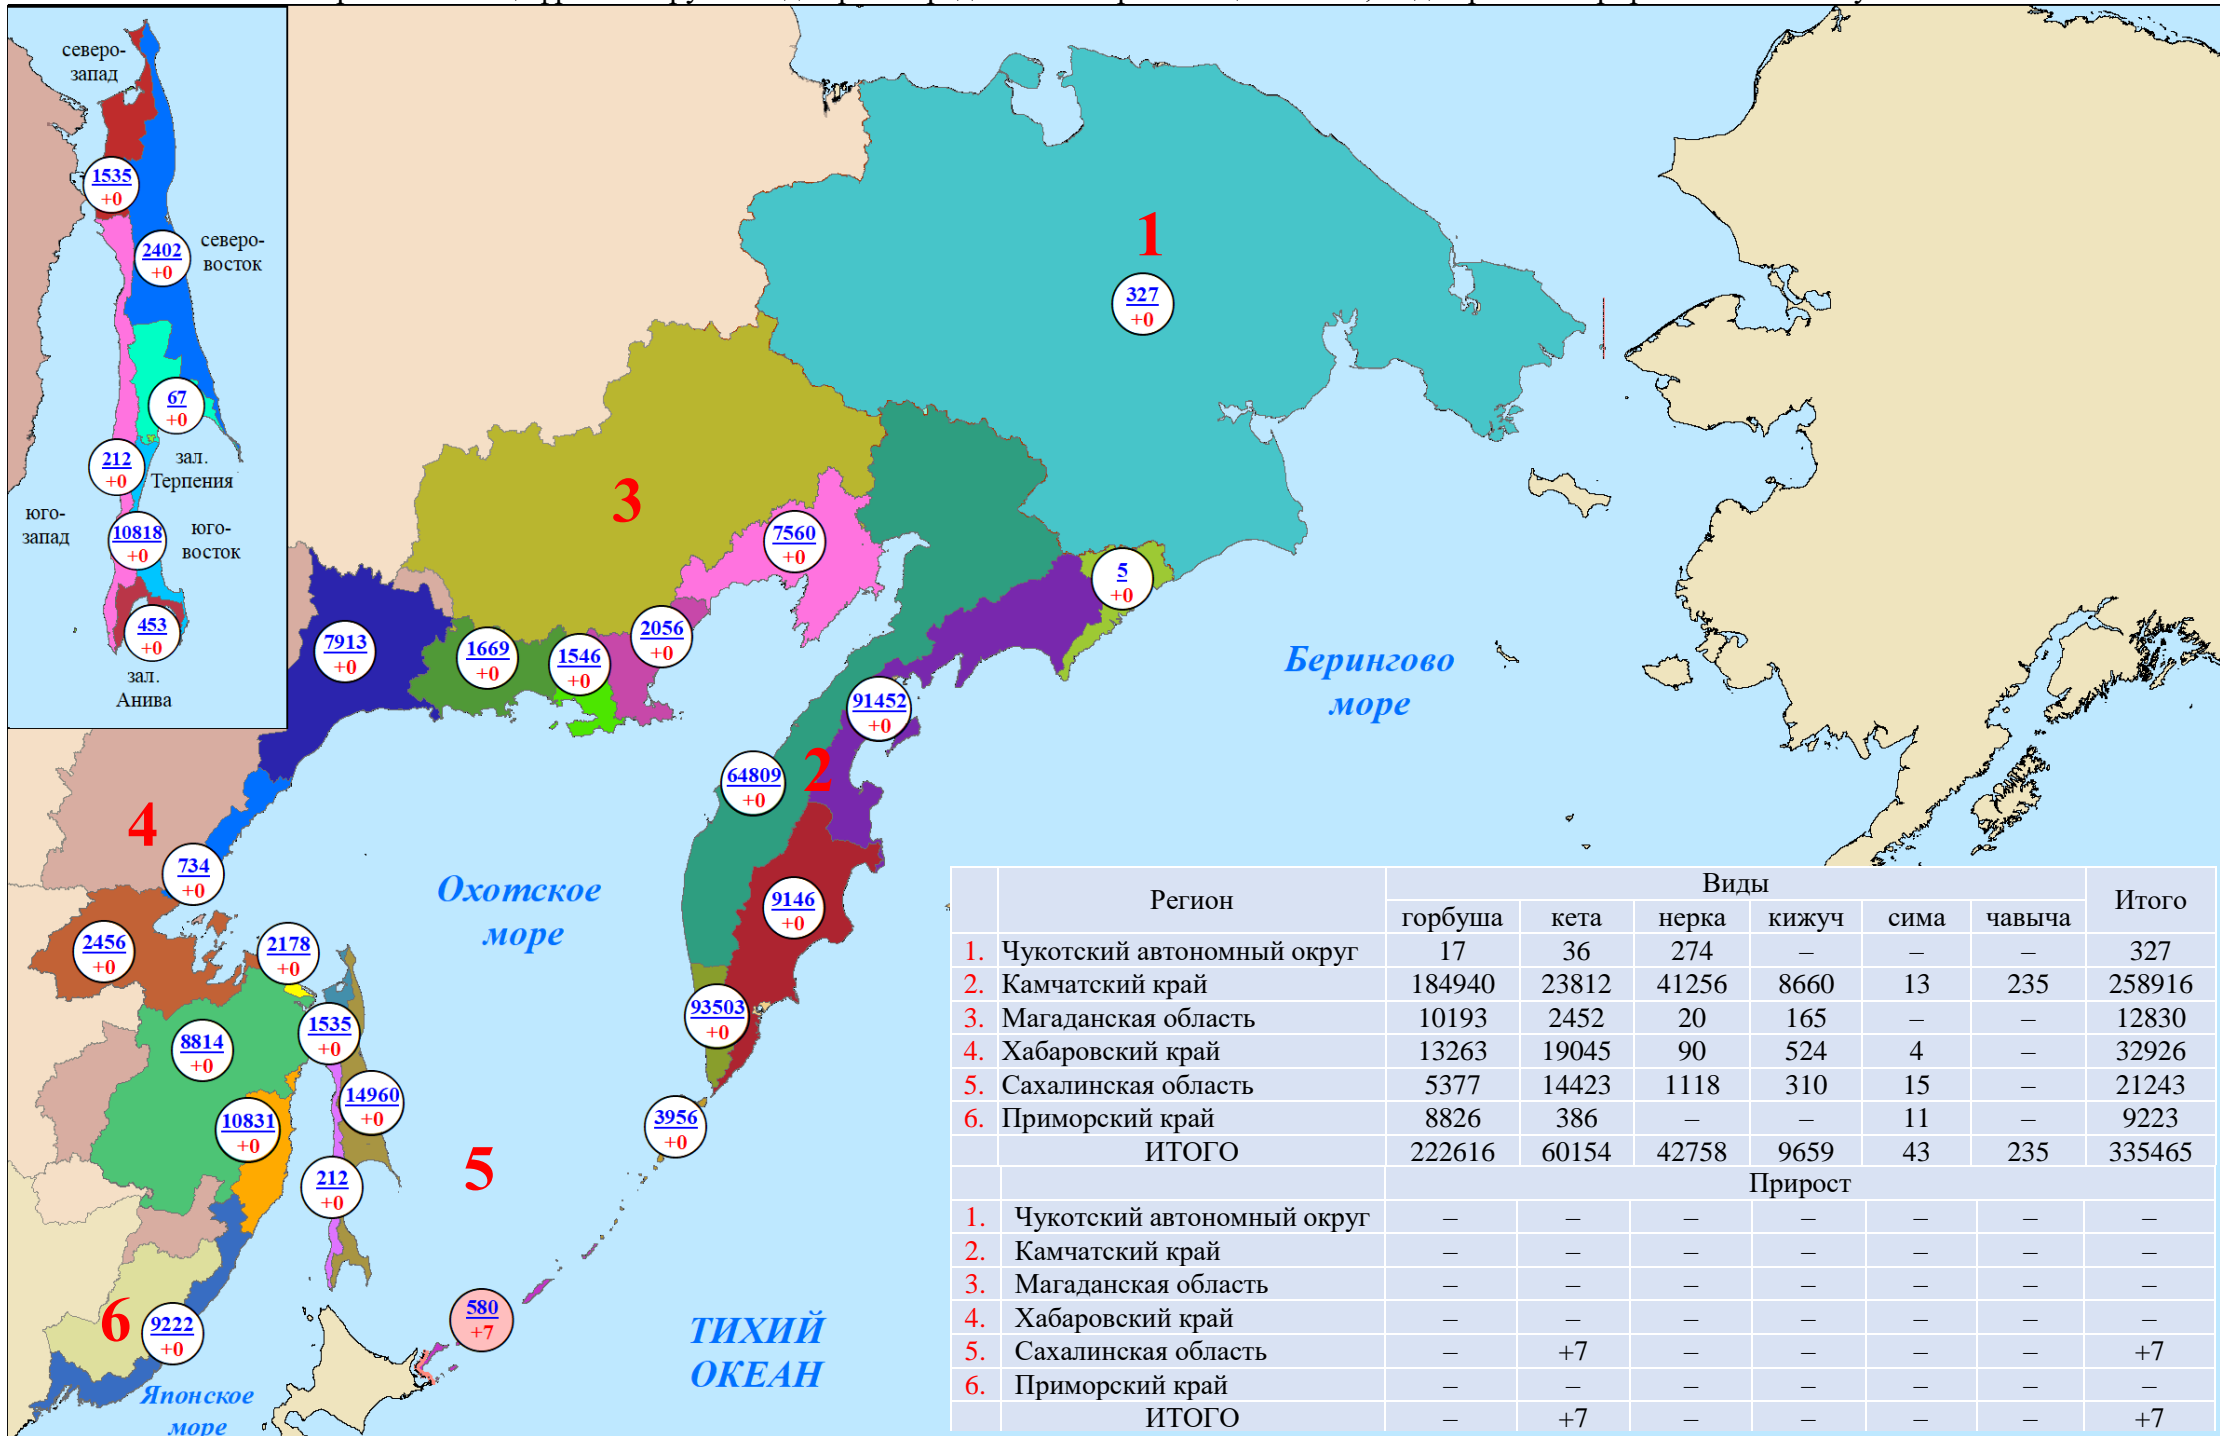 северо-
запад
1535
+0
2402
+0
северо-
восток
67
+0
зал.
Терпения
212
+0
юго-
запад
10818
+0
юго-
восток
453
+0
зал.
Анива
1
327
+0
3
7560
+0
5
+0
7913
+0
1669
+0
1546
+0
2056
+0
Берингово
море
91452
+0
2
64809
+0
4
734
+0
Охотское
море
9146
+0
2456
+0
2178
+0
93503
+0
1535
+0
8814
+0
14960
+0
10831
+0
3956
+0
212
+0
5
580
+7
6
9222
+0
ТИХИЙ
ОКЕАН
Японское
море
Регион Виды Итого
горбуша кета нерка кижуч сима чавыча
1. Чукотский автономный округ 17 36 274 – – – 327
2. Камчатский край 184940 23812 41256 8660 13 235 258916
3. Магаданская область 10193 2452 20 165 – – 12830
4. Хабаровский край 13263 19045 90 524 4 – 32926
5. Сахалинская область 5377 14423 1118 310 15 – 21243
6. Приморский край 8826 386 – – 11 – 9223
ИТОГО 222616 60154 42758 9659 43 235 335465
Прирост
1. Чукотский автономный округ – – – – – – –
2. Камчатский край – – – – – – –
3. Магаданская область – – – – – – –
4. Хабаровский край – – – – – – –
5. Сахалинская область – +7 – – – – +7
6. Приморский край – – – – – – –
ИТОГО – +7 – – – – +7